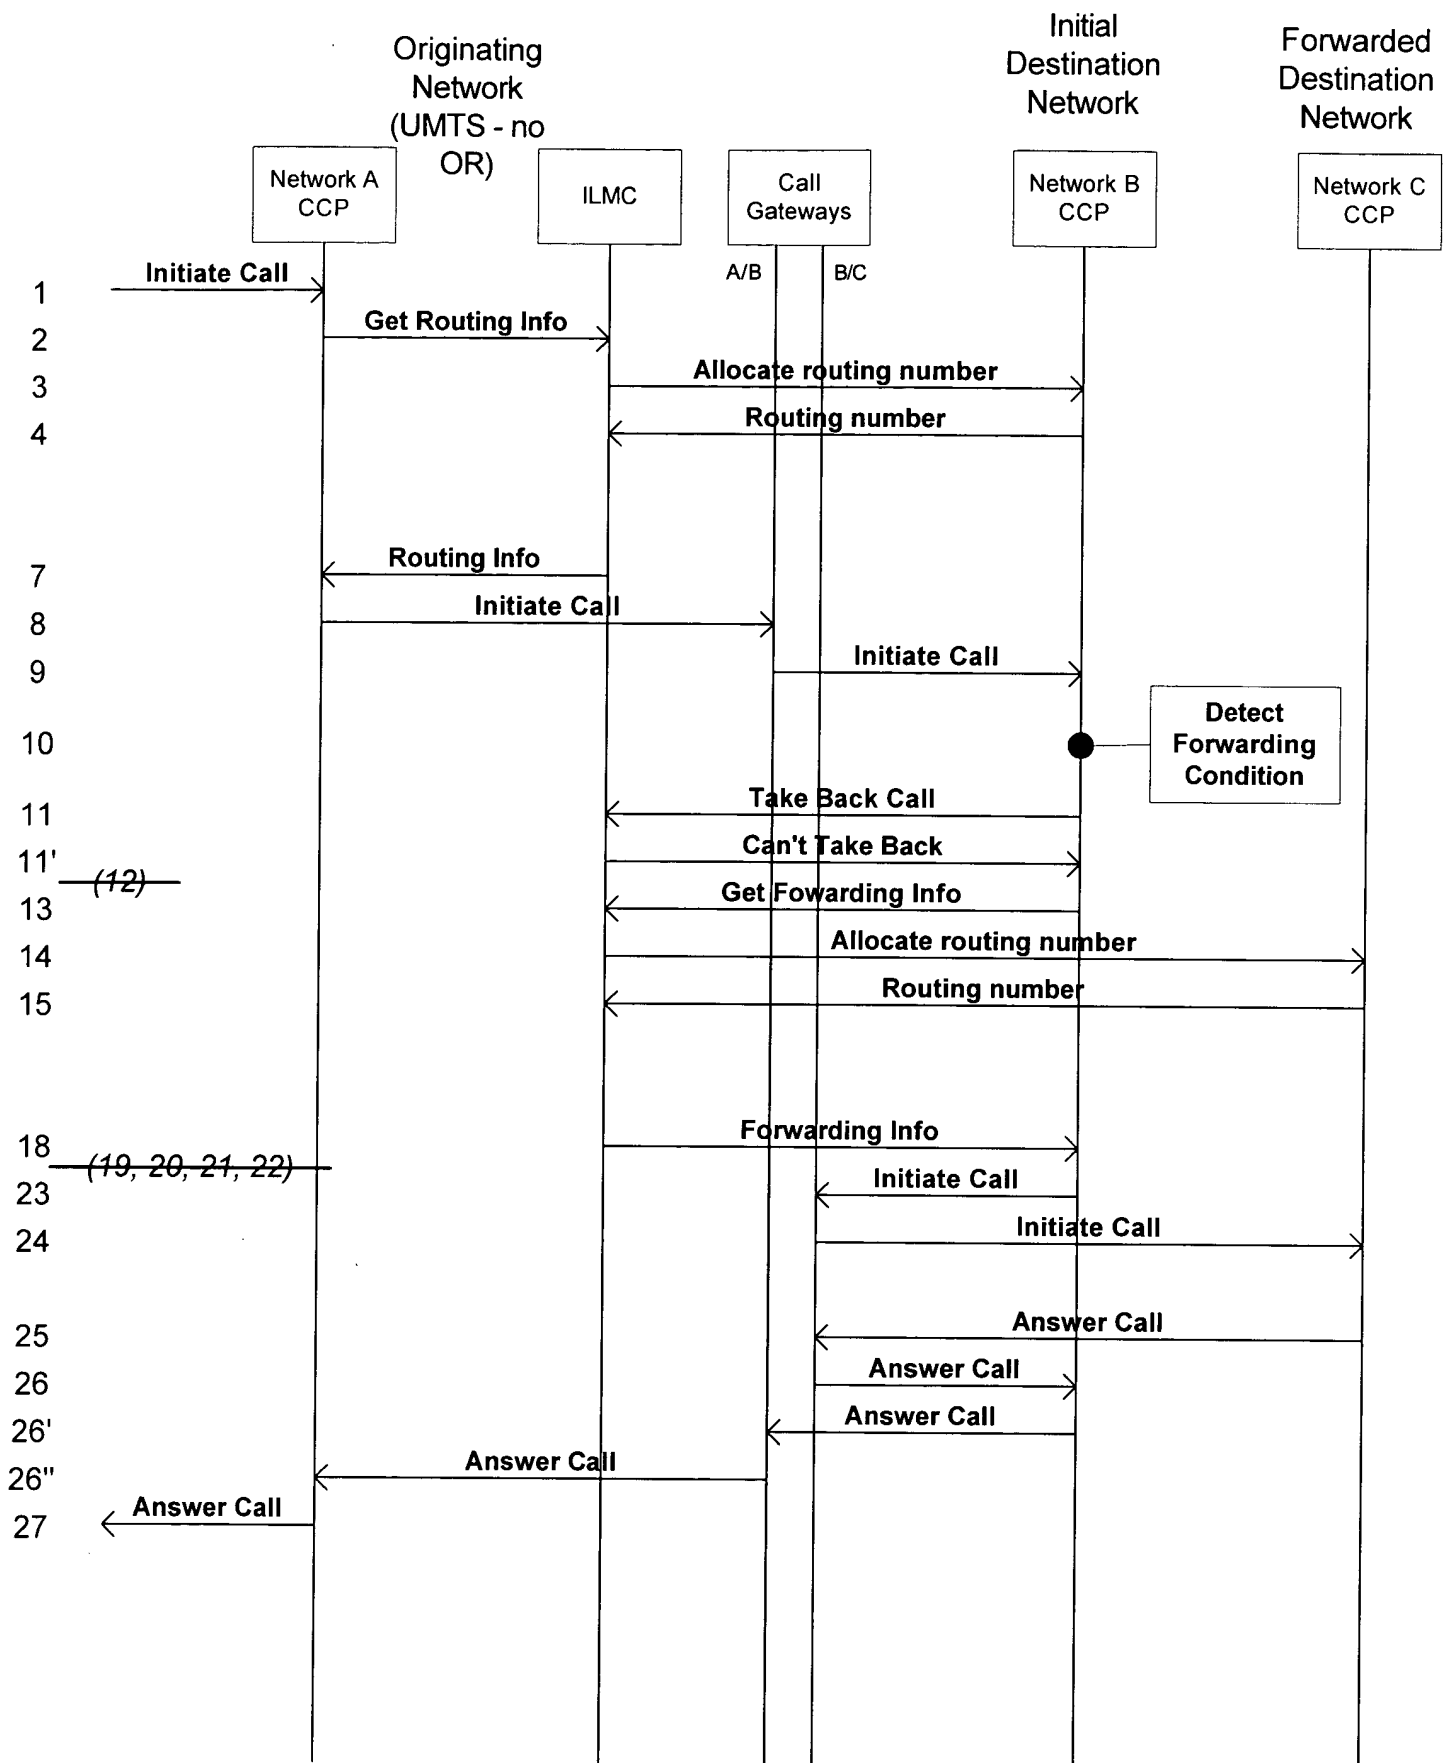 Originating
Network
(UMTS - no
OR)
Initial
Destination
Network
Forwarded
Destination
Network
Network A
CCP
ILMC
Call
Gateways
Network B
CCP
Network C
CCP
A/B
B/C
1
Initiate Call
2
Get Routing Info
3
Allocate routing number
4
Routing number
7
Routing Info
8
Initiate Call
9
Initiate Call
10
Detect
Forwarding
Condition
11
Take Back Call
11'
Can't Take Back
(12)
13
Get Fowarding Info
14
Allocate routing number
15
Routing number
18
Forwarding Info
(19, 20, 21, 22)
23
Initiate Call
24
Initiate Call
25
Answer Call
26
Answer Call
26'
Answer Call
26"
Answer Call
27
Answer Call